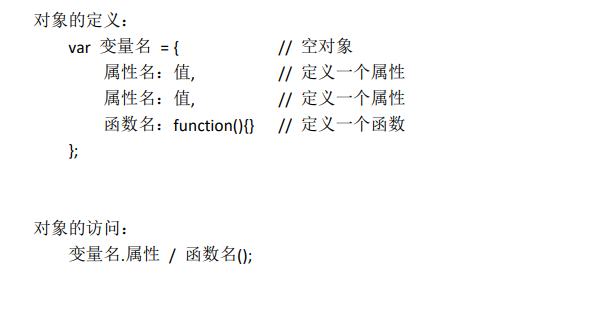 对象的定义：
var 变量名 = { // 空对象
属性名：值, // 定义一个属性
属性名：值, // 定义一个属性
函数名：function(){} // 定义一个函数
};
对象的访问：
变量名.属性 / 函数名();